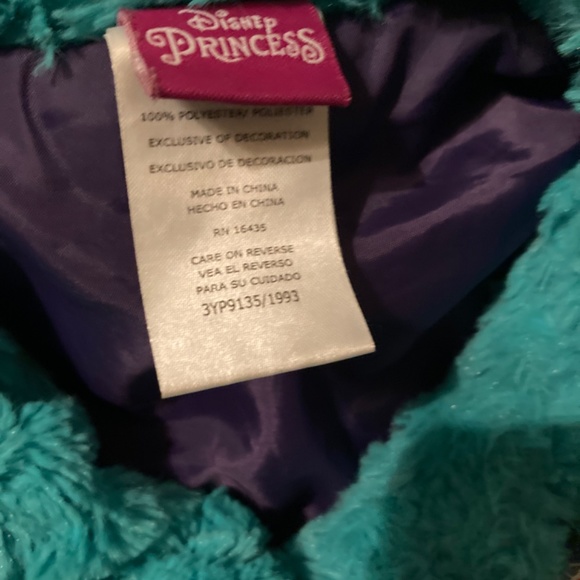 Disney
Princess
100% POLYESTER/ POLIESTER
EXCLUSIVE OF DECORATION
EXCLUSIVO DE DECORACION
MADE IN CHINA
HECHO EN CHINA
RN 16435
CARE ON REVERSE
VEA EL REVERSO
PARA SU CUIDADO
3YP9135/1993